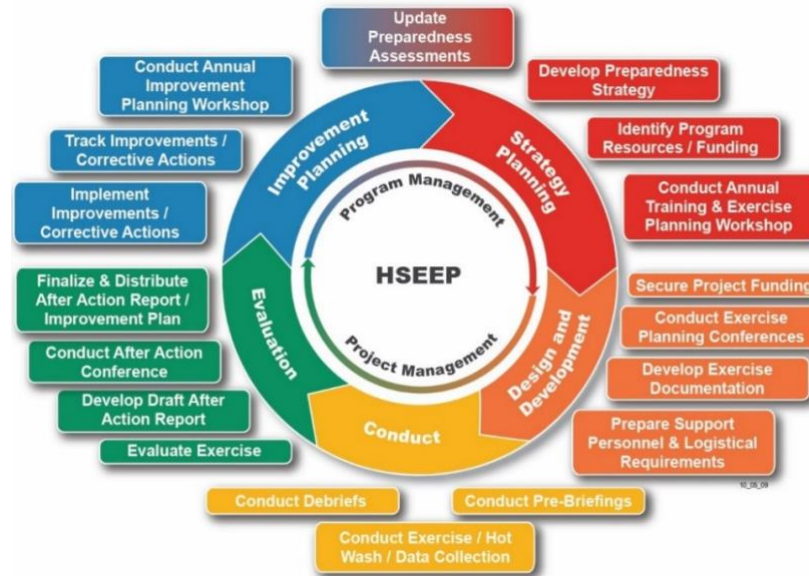 Update
Preparedness
Assessments
Develop Preparedness
Strategy
Identify Program
Resources / Funding
Conduct Annual
Training & Exercise
Planning Workshop
Secure Project Funding
Conduct Exercise
Planning Conferences
Develop Exercise
Documentation
Prepare Support
Personnel & Logistical
Requirements
10_05_09
Conduct Pre-Briefings
Conduct Exercise / Hot
Wash / Data Collection
Conduct Debriefs
Evaluate Exercise
Develop Draft After
Action Report
Conduct After Action
Conference
Finalize & Distribute
After Action Report /
Improvement Plan
Implement
Improvements /
Corrective Actions
Track Improvements /
Corrective Actions
Conduct Annual
Improvement
Planning Workshop
Improvement
Planning
Strategy
Planning
Design and
Development
Conduct
Evaluation
Program Management
HSEEP
Project Management